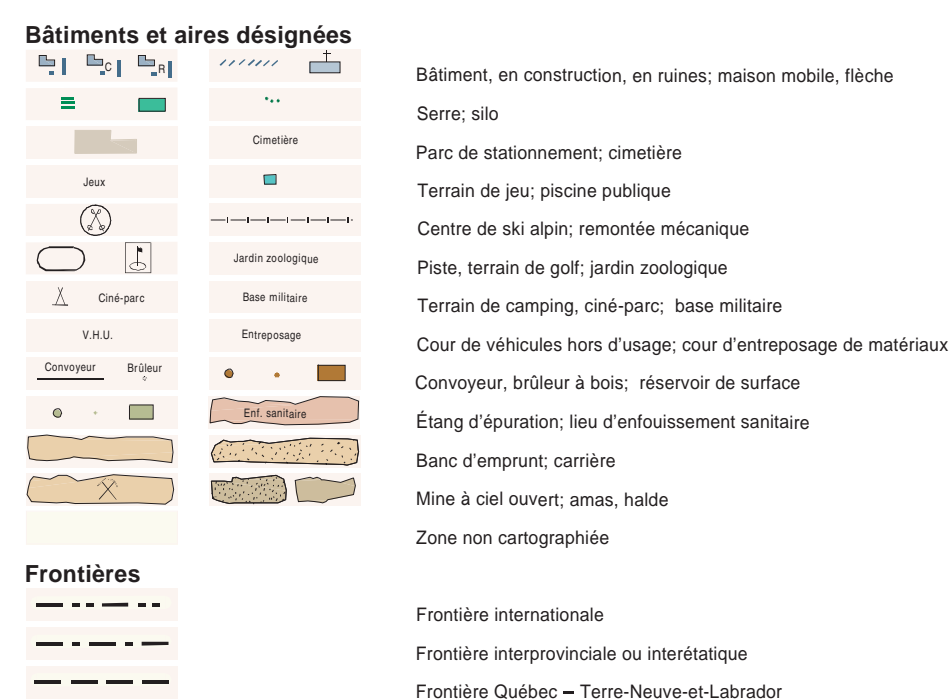 Bâtiments et aires désignées
C R Bâtiment, en construction, en ruines; maison mobile, flèche
Serre; silo
Cimetière Parc de stationnement; cimetière
Jeux Terrain de jeu; piscine publique
Centre de ski alpin; remontée mécanique
Jardin zoologique Piste, terrain de golf; jardin zoologique
Ciné-parc Base militaire Terrain de camping, ciné-parc; base militaire
V.H.U. Entreposage Cour de véhicules hors d'usage; cour d'entreposage de matériaux
Convoyeur Brûleur Convoyeur, brûleur à bois; réservoir de surface
Enf. sanitaire Étang d'épuration; lieu d'enfouissement sanitaire
Banc d'emprunt; carrière
Mine à ciel ouvert; amas, halde
Zone non cartographiée
Frontières
Frontière internationale
Frontière interprovinciale ou interétatique
Frontière Québec – Terre-Neuve-et-Labrador